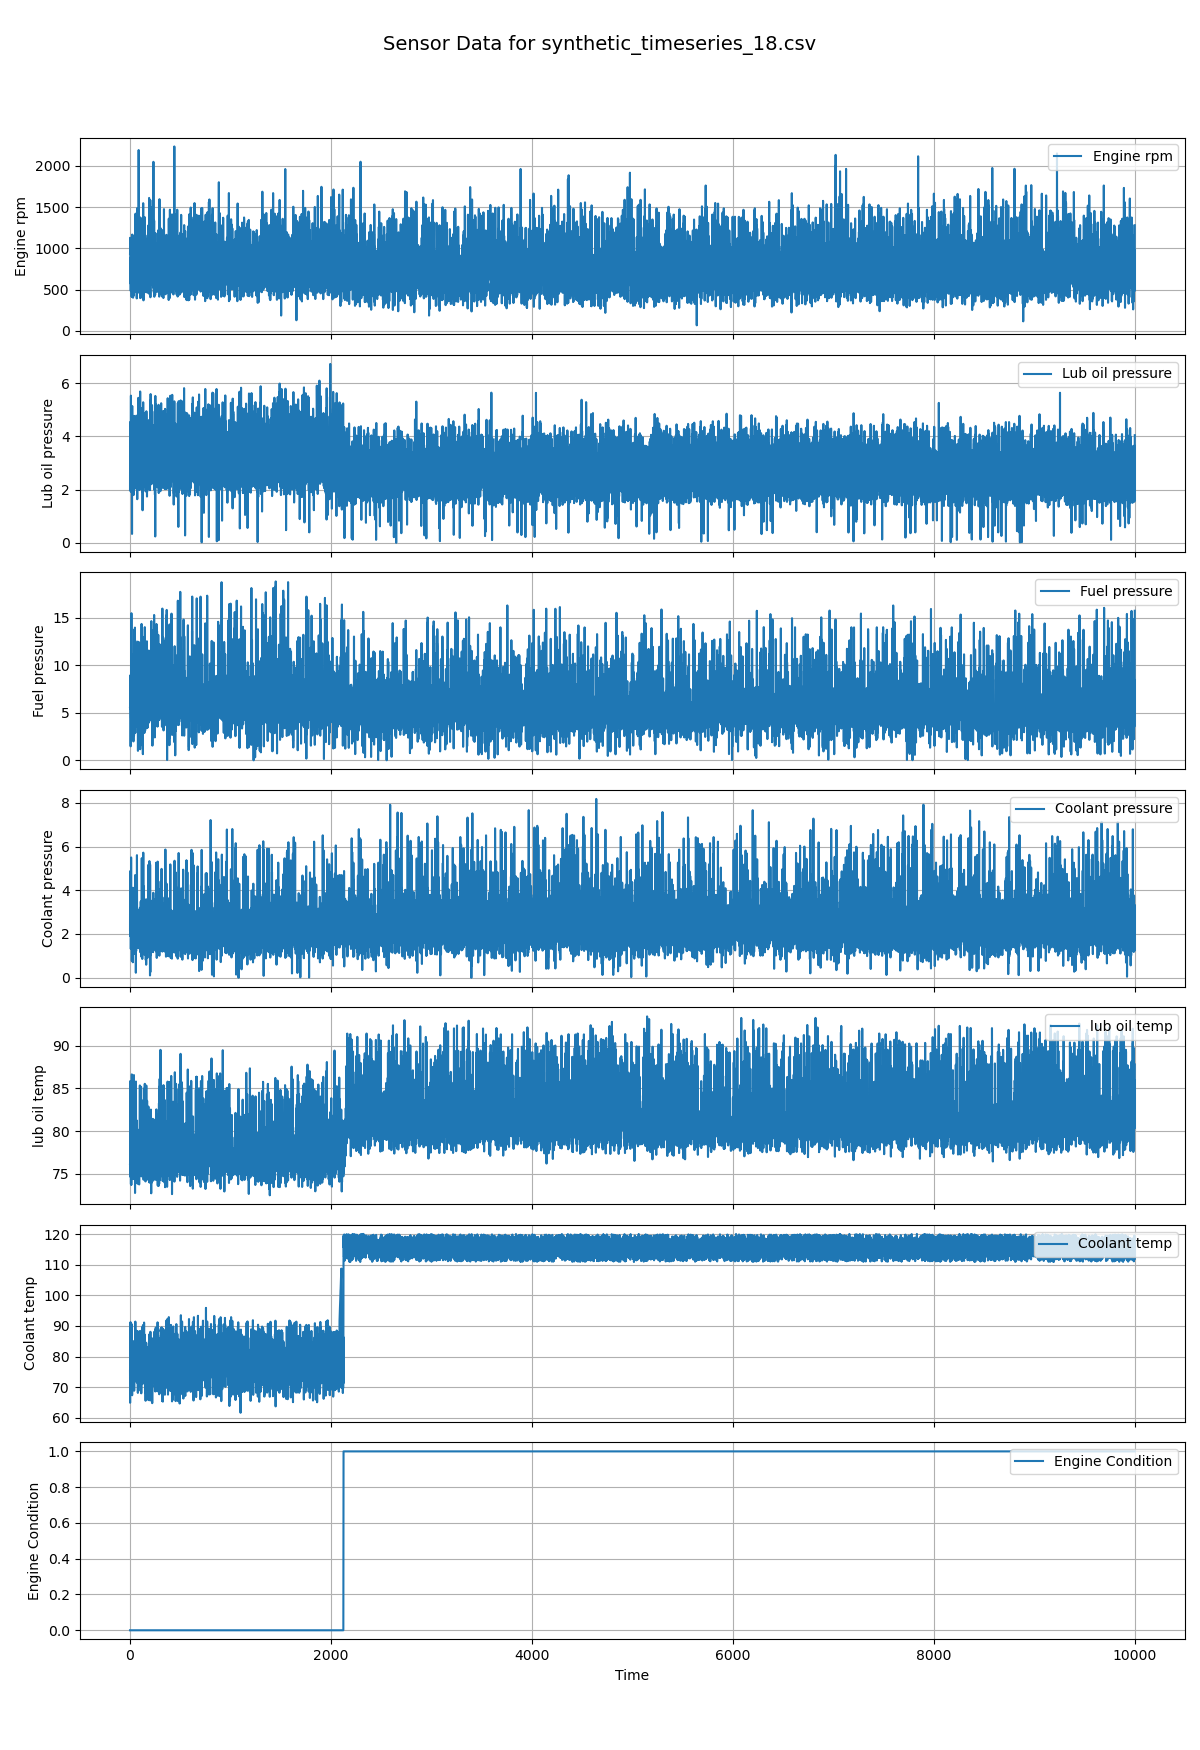 Sensor Data for synthetic_timeseries_18.csv
Engine rpm
2000
1500
1000
500
0
Engine rpm
Lub oil pressure
6
4
2
0
Lub oil pressure
Fuel pressure
15
10
5
0
Fuel pressure
Coolant pressure
8
6
4
2
0
Coolant pressure
lub oil temp
90
85
80
75
lub oil temp
Coolant temp
120
110
100
90
80
70
60
Coolant temp
Engine Condition
1.0
0.8
0.6
0.4
0.2
0.0
Engine Condition
0 2000 4000 6000 8000 10000
Time